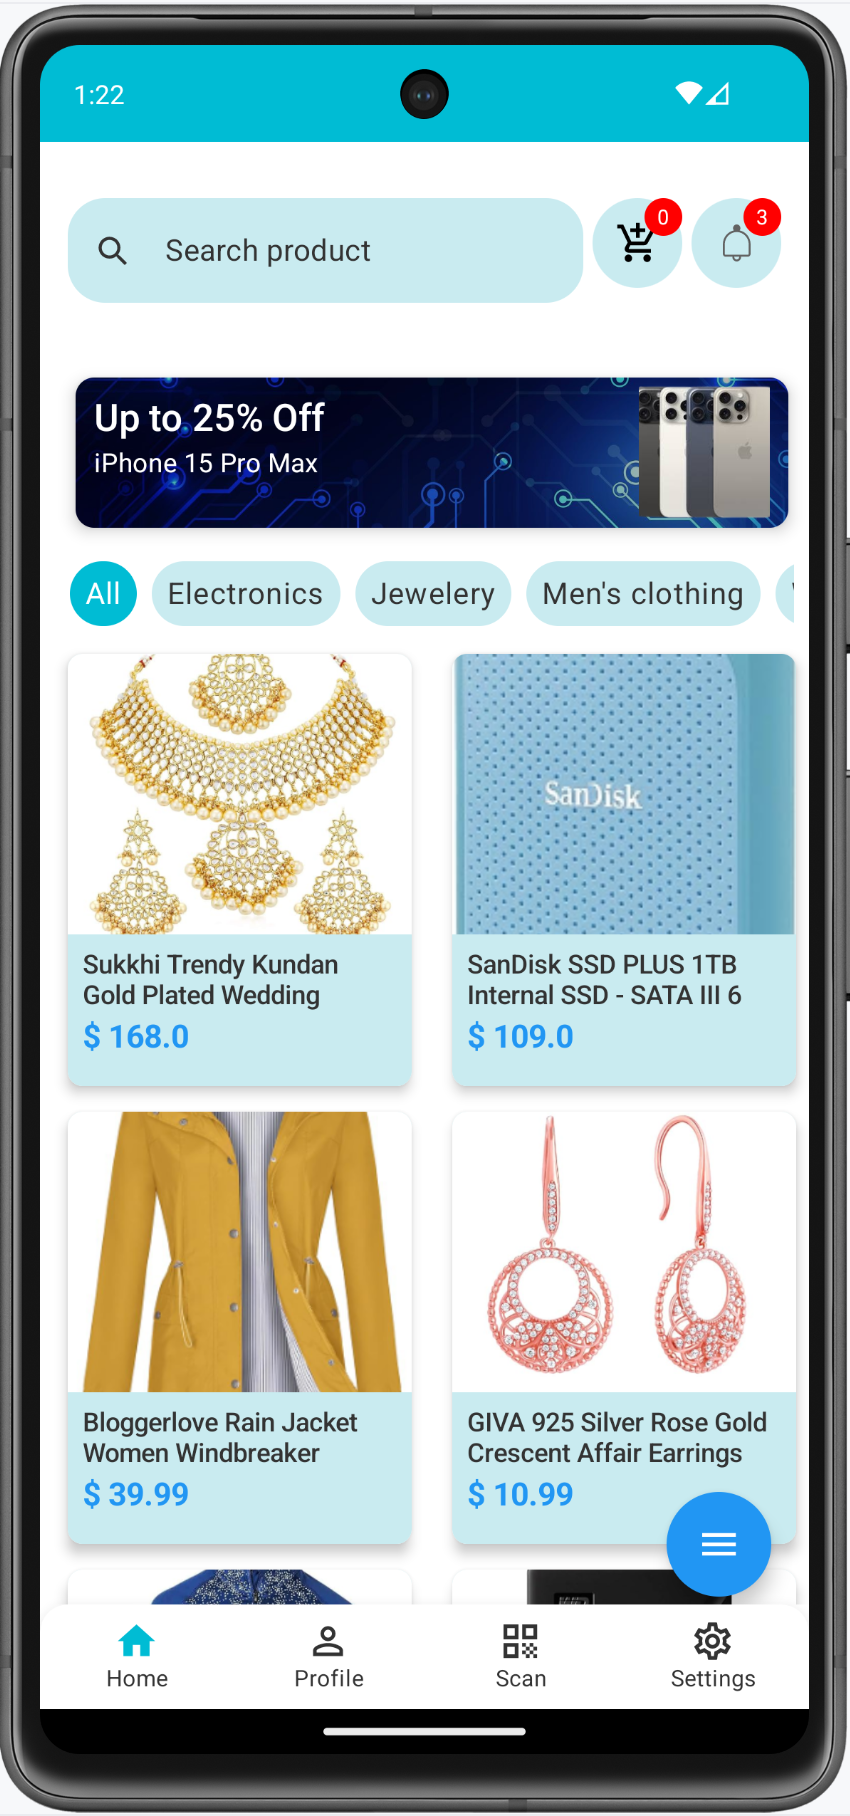 1:22
Search product
0
3
Up to 25% Off
iPhone 15 Pro Max
All
Electronics
Jewelery
Men's clothing
SanDisk
Sukkhi Trendy Kundan
Gold Plated Wedding
$ 168.0
SanDisk SSD PLUS 1TB
Internal SSD - SATA III 6
$ 109.0
Bloggerlove Rain Jacket
Women Windbreaker
$ 39.99
GIVA 925 Silver Rose Gold
Crescent Affair Earrings
$ 10.99
Home
Profile
Scan
Settings